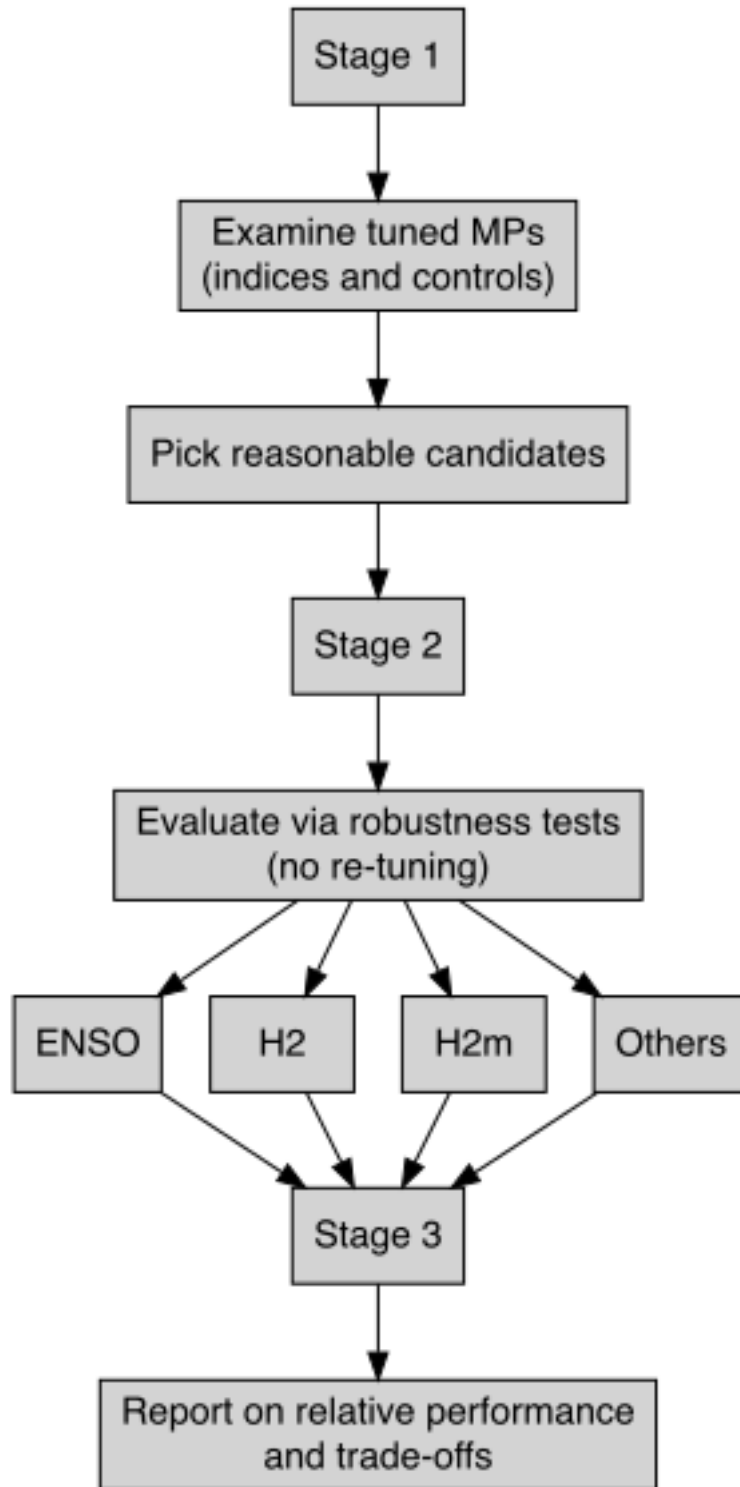 Stage 1
Examine tuned MPs
(indices and controls)
Pick reasonable candidates
Stage 2
Evaluate via robustness tests
(no re-tuning)
ENSO
H2
H2m
Others
Stage 3
Report on relative performance
and trade-offs